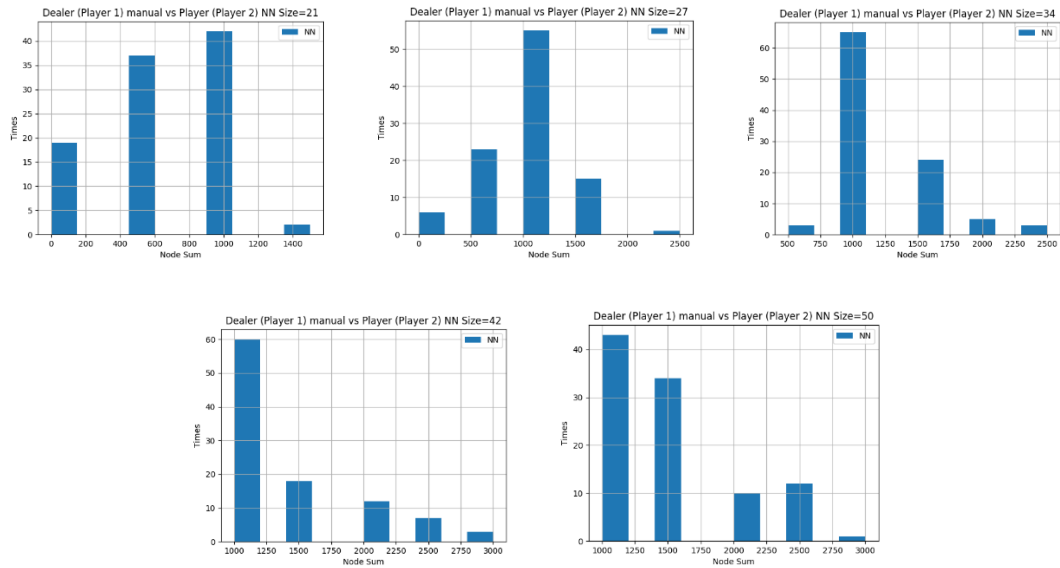 Dealer (Player 1) manual vs Player (Player 2) NN Size=21
NN
40
35
30
25
20
15
10
5
0
Times
0 200 400 600 800 1000 1200 1400
Node Sum
Dealer (Player 1) manual vs Player (Player 2) NN Size=27
NN
50
40
30
20
10
0
Times
0 500 1000 1500 2000 2500
Node Sum
Dealer (Player 1) manual vs Player (Player 2) NN Size=34
NN
60
50
40
30
20
10
0
Times
500 750 1000 1250 1500 1750 2000 2250 2500
Node Sum
Dealer (Player 1) manual vs Player (Player 2) NN Size=42
NN
60
50
40
30
20
10
0
Times
1000 1250 1500 1750 2000 2250 2500 2750 3000
Node Sum
Dealer (Player 1) manual vs Player (Player 2) NN Size=50
NN
40
30
20
10
0
Times
1000 1250 1500 1750 2000 2250 2500 2750 3000
Node Sum